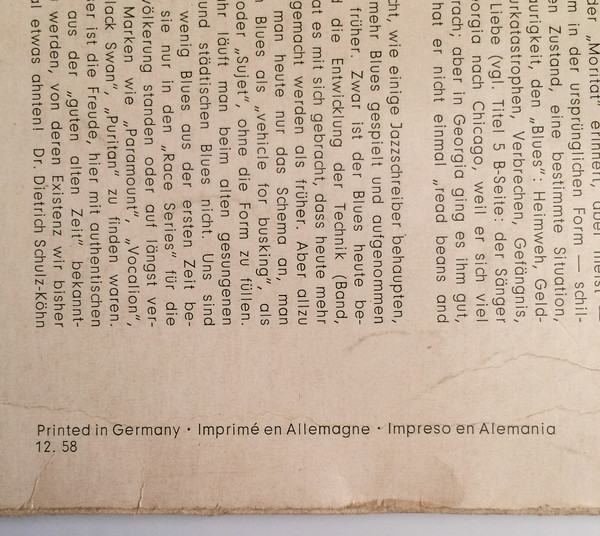 der „Moritat“ erinnert, aber meist
in der ursprünglichen Form — schil-
Zustand, eine bestimmte Situation,
den „Blues“: Heimweh, Geld-
urkatastrophen, Verbrechen, Gefängnis,
Liebe (vgl. Titel 5 B-seite: der Sänger
orgia nach Chicago, weil er sich viel
rach; aber in Georgia ging es ihm gut,
hat er nicht einmal „read beans and
cht, wie einige Jazzschreiber behaupten,
mehr Blues gespielt und aufgenommen
früher. Zwar ist der Blues heute be-
die Entwicklung der Technik (Band,
at es mit sich gebracht, dass heute mehr
gemacht werden als früher. Aber allzu
man heute nur das Schema an, man
Blues als „vehicle for busking“, als
oder „Sujet“, ohne die Form zu füllen.
hr läuft man beim alten gesungenen
und städtischen Blues nicht. Uns sind
wenig Blues aus der ersten Zeit be-
sie nur in den „Race Series“ für die
völkerung standen oder auf längst ver-
Marken wie „Paramount“, „Vocalion“,
lack Swan“, „Puritan“ zu finden waren.
ser ist die Freude, hier mit authentischen
aus der „guten alten Zeit“ bekannt-
werden, von deren Existenz wir bisher
al etwas ahnten! Dr. Dietrich Schulz-Köhn
Printed in Germany · Imprimé en Allemagne · Impreso en Alemania
12. 58